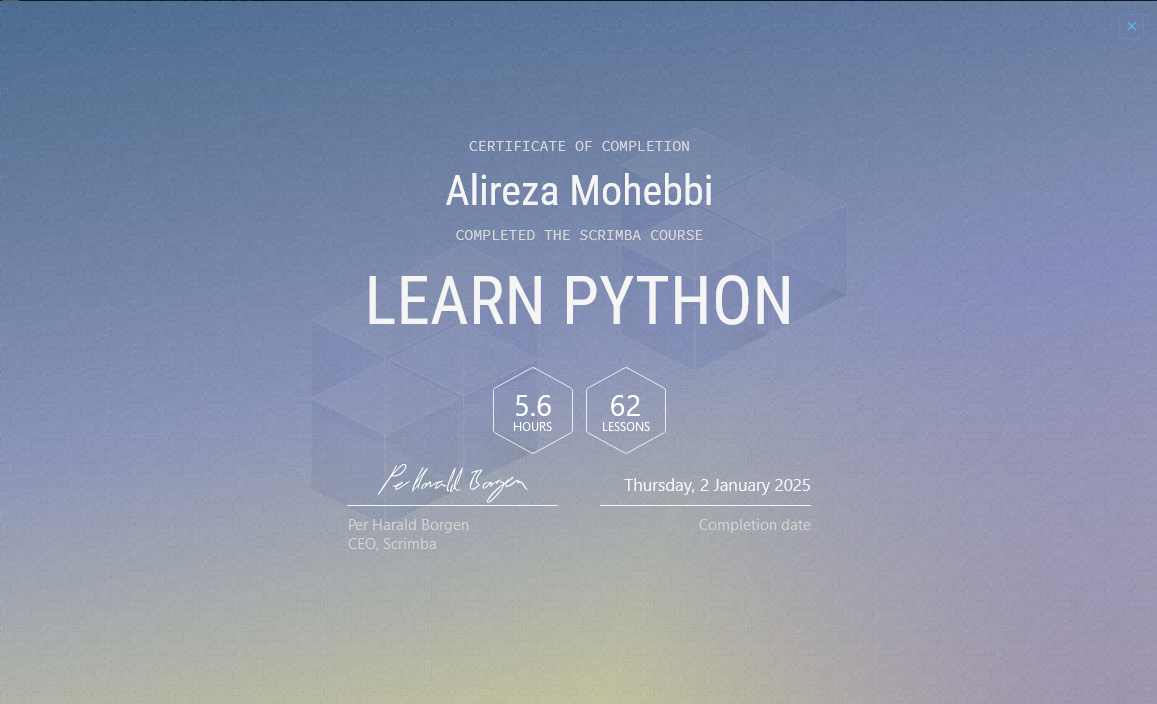 CERTIFICATE OF COMPLETION
Alireza Mohebbi
COMPLETED THE SCRIMBA COURSE
LEARN PYTHON
5.6
HOURS
62
LESSONS
Per Harald Borgen
Thursday, 2 January 2025
Per Harald Borgen
CEO, Scrimba
Completion date